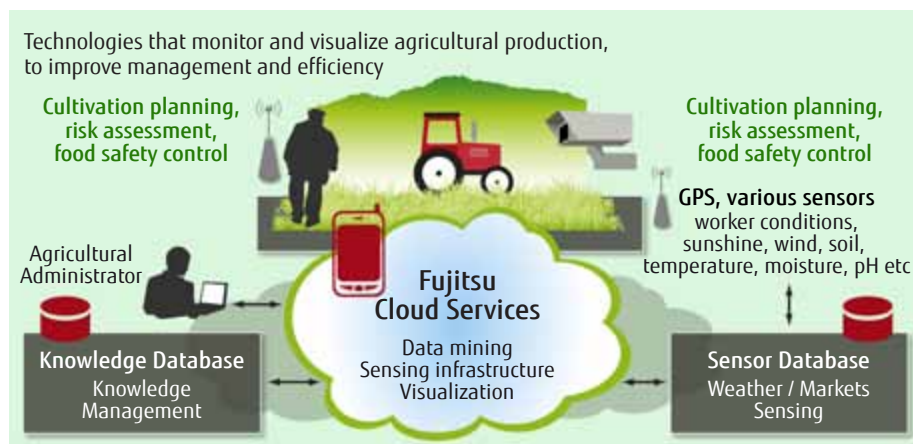 Technologies that monitor and visualize agricultural production,
to improve management and efficiency
Cultivation planning,
risk assessment,
food safety control
Cultivation planning,
risk assessment,
food safety control
GPS, various sensors
worker conditions,
sunshine, wind, soil,
temperature, moisture, pH etc
Agricultural
Administrator
Fujitsu
Cloud Services
Data mining
Sensing infrastructure
Visualization
Knowledge Database
Knowledge
Management
Sensor Database
Weather / Markets
Sensing